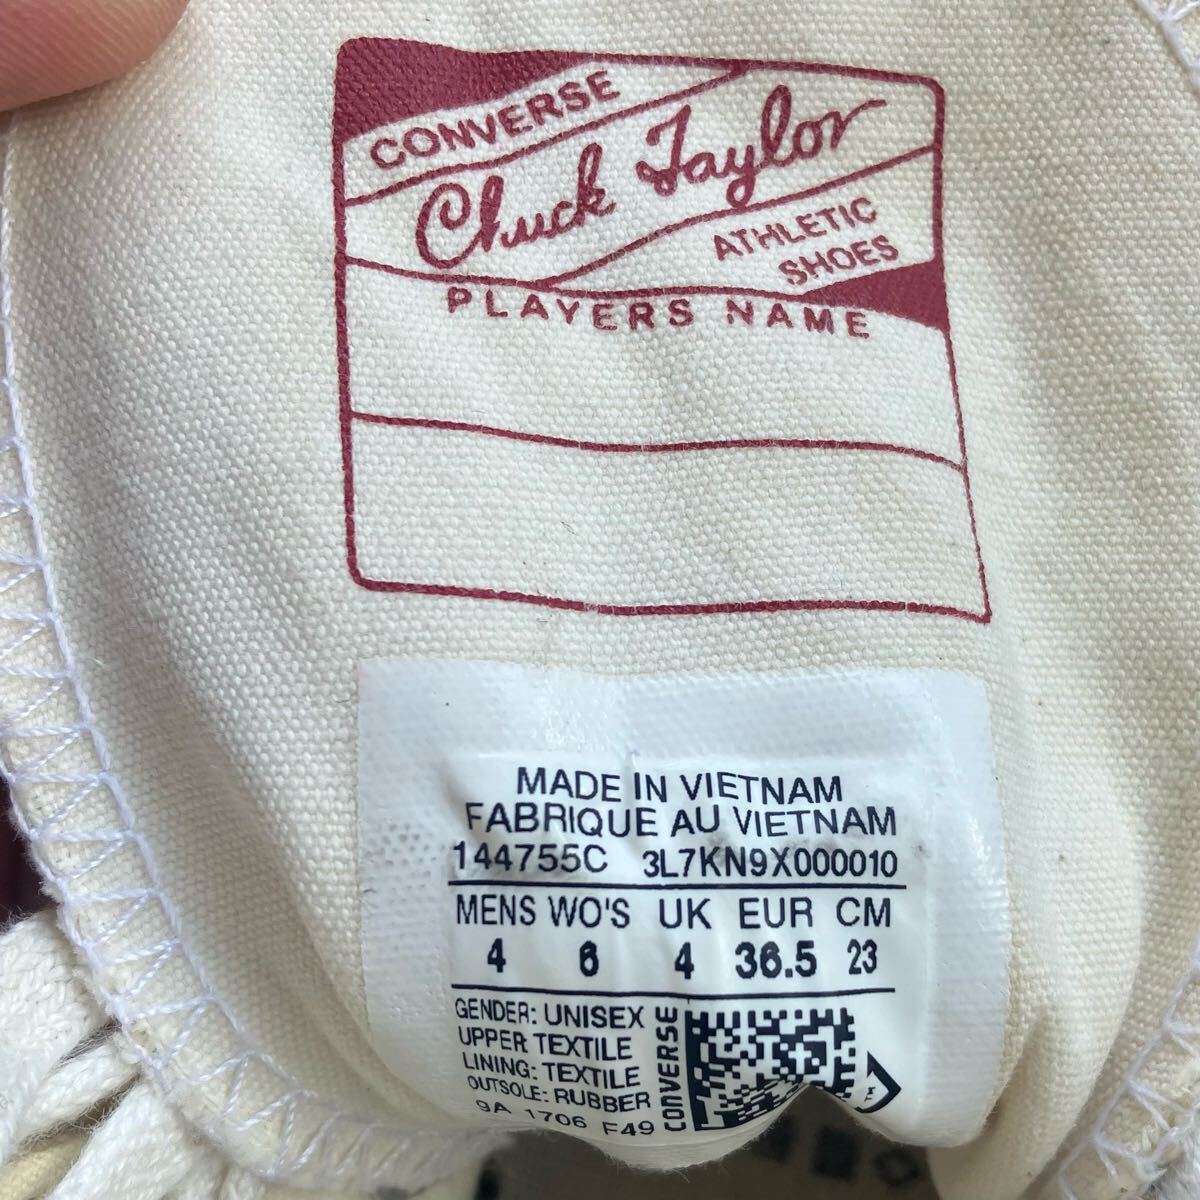 CONVERSE
Chuck Taylor
ATHLETIC
SHOES
PLAYERS NAME
MADE IN VIETNAM
FABRIQUE AU VIETNAM
144755C 3L7KN9X000010
MENS WO'S UK EUR CM
4 6 4 36.5 23
GENDER: UNISEX
UPPER: TEXTILE
LINING: TEXTILE
OUTSOLE: RUBBER
9A 1706 F49
CONVERSE